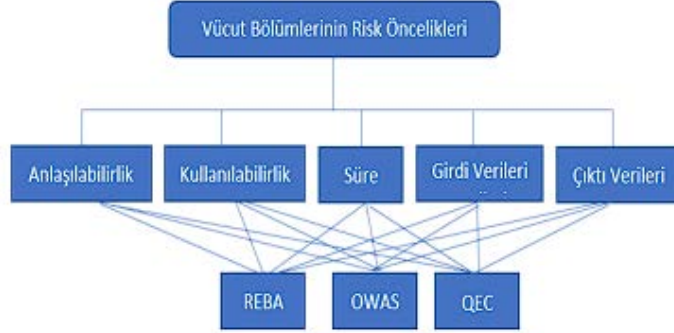 Vücut Bölümlerinin Risk Öncelikleri
Anlaşılabilirlik
Kullanılabilirlik
Süre
Girdi Verileri
Çıktı Verileri
REBA
OWAS
QEC